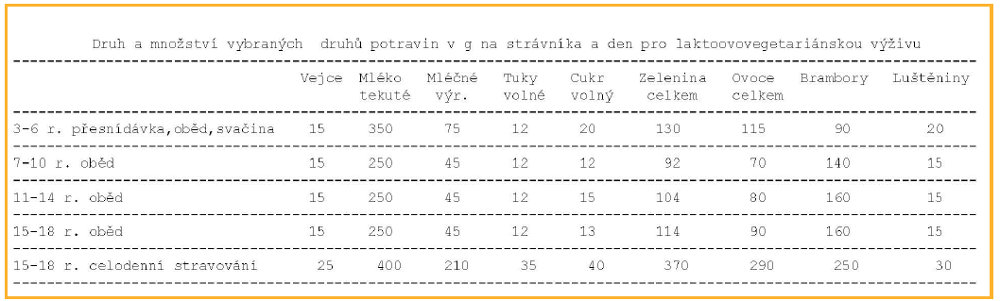 Druh a množství vybraných druhů potravin v g na strávníka a den pro laktoovovegetariánskou výživu
Vejce Mléko Mléčné Tuky Cukr Zelenina Ovoce Brambory Luštěniny
tekuté výr. volné volný celkem celkem
3-6 r. přesnídávka,oběd,svačina 15 350 75 12 20 130 115 90 20
7-10 r. oběd 15 250 45 12 12 92 70 140 15
11-14 r. oběd 15 250 45 12 15 104 80 160 15
15-18 r. oběd 15 250 45 12 13 114 90 160 15
15-18 r. celodenní stravování 25 400 210 35 40 370 290 250 30